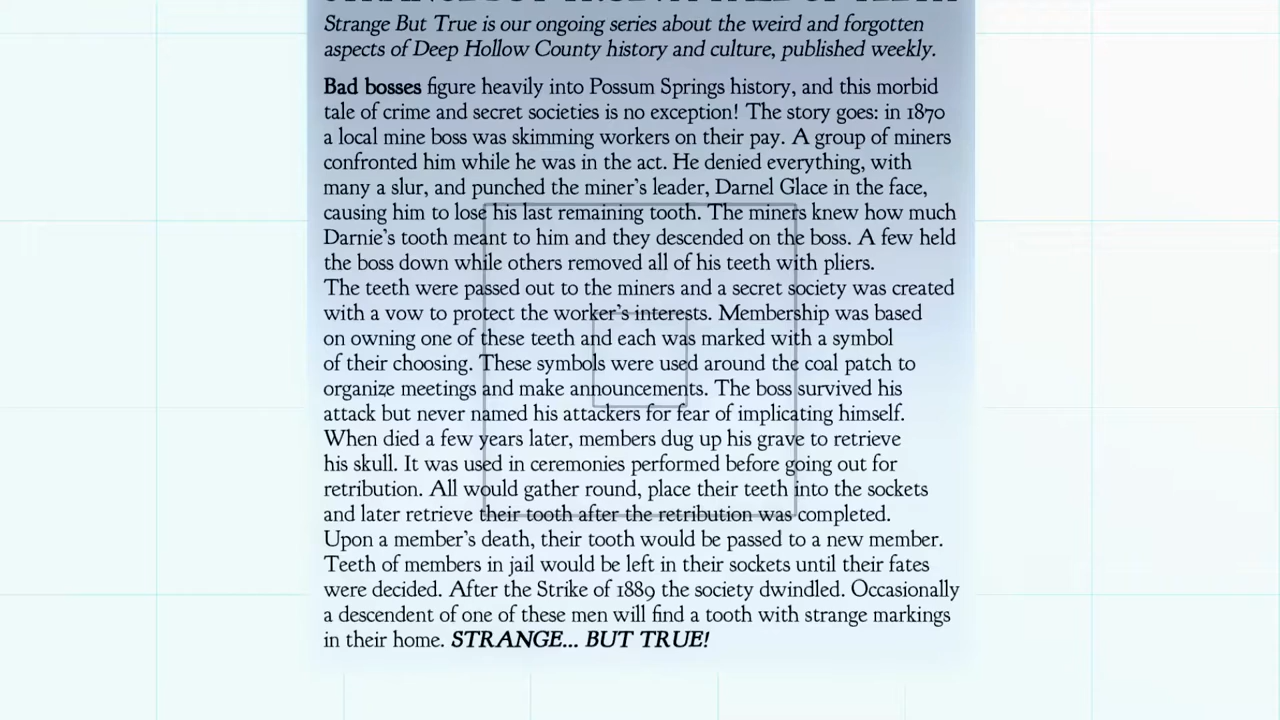 Strange But True is our ongoing series about the weird and forgotten
aspects of Deep Hollow County history and culture, published weekly.
Bad bosses figure heavily into Possum Springs history, and this morbid
tale of crime and secret societies is no exception! The story goes: in 1870
a local mine boss was skimming workers on their pay. A group of miners
confronted him while he was in the act. He denied everything, with
many a slur, and punched the miner's leader, Darnel Glace in the face,
causing him to lose his last remaining tooth. The miners knew how much
Darnie's tooth meant to him and they descended on the boss. A few held
the boss down while others removed all of his teeth with pliers.
The teeth were passed out to the miners and a secret society was created
with a vow to protect the worker's interests. Membership was based
on owning one of these teeth and each was marked with a symbol
of their choosing. These symbols were used around the coal patch to
organize meetings and make announcements. The boss survived his
attack but never named his attackers for fear of implicating himself.
When died a few years later, members dug up his grave to retrieve
his skull. It was used in ceremonies performed before going out for
retribution. All would gather round, place their teeth into the sockets
and later retrieve their tooth after the retribution was completed.
Upon a member's death, their tooth would be passed to a new member.
Teeth of members in jail would be left in their sockets until their fates
were decided. After the Strike of 1889 the society dwindled. Occasionally
a descendent of one of these men will find a tooth with strange markings
in their home. STRANGE... BUT TRUE!